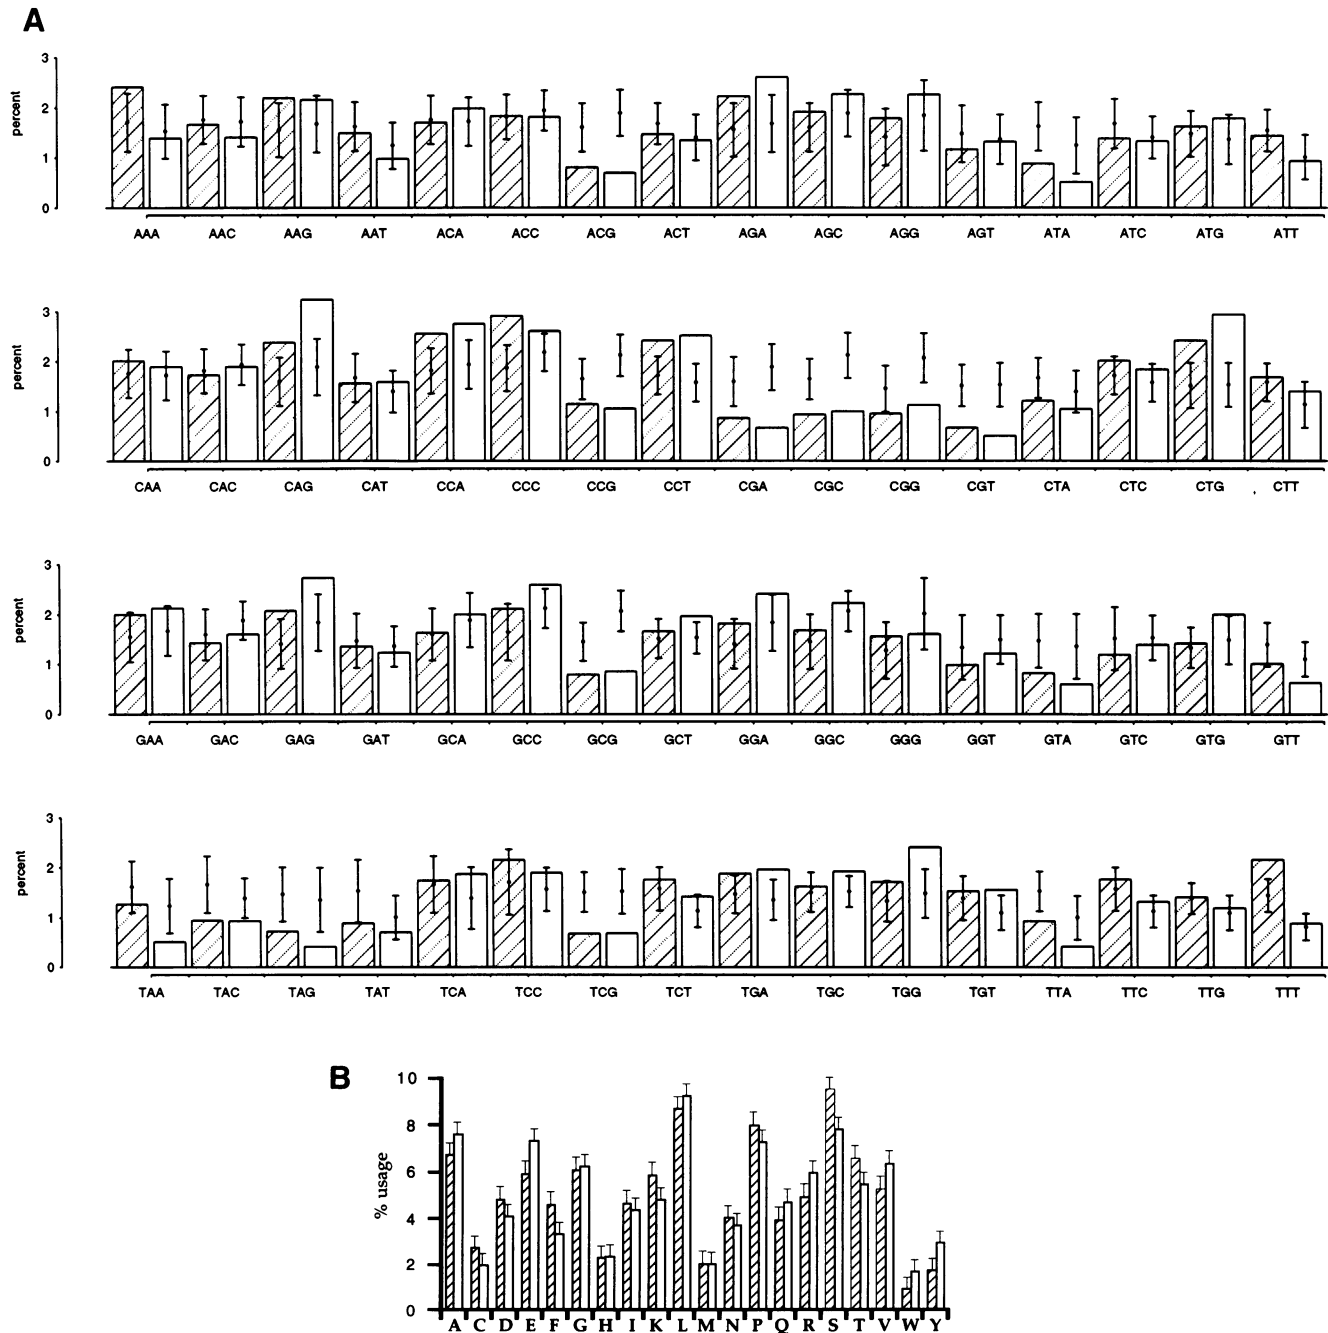 A
3
percent
2
1
0
AAA AAC AAG AAT ACA ACC ACG ACT AGA AGC AGG AGT ATA ATC ATG ATT
3
percent
2
1
0
CAA CAC CAG CAT CCA CCC CCG CCT CGA CGC CGG CGT CTA CTC CTG CTT
3
percent
2
1
0
GAA GAC GAG GAT GCA GCC GCG GCT GGA GGC GGG GGT GTA GTC GTG GTT
3
percent
2
1
0
TAA TAC TAG TAT TCA TCC TCG TCT TGA TGC TGG TGT TTA TTC TTG TTT
B
10
8
% usage
6
4
2
0
A C D E F G H I K L M N P Q R S T V W Y